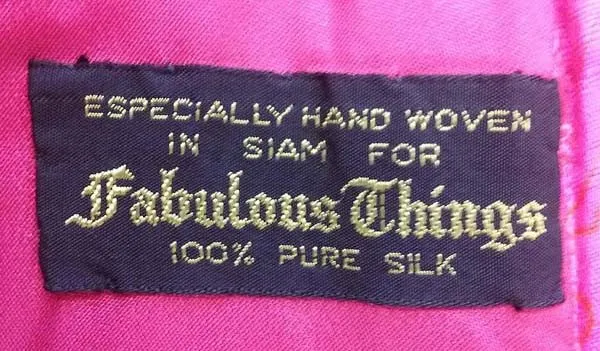 ESPECIALLY HAND WOVEN
IN SIAM FOR
Fabulous Things
100% PURE SILK